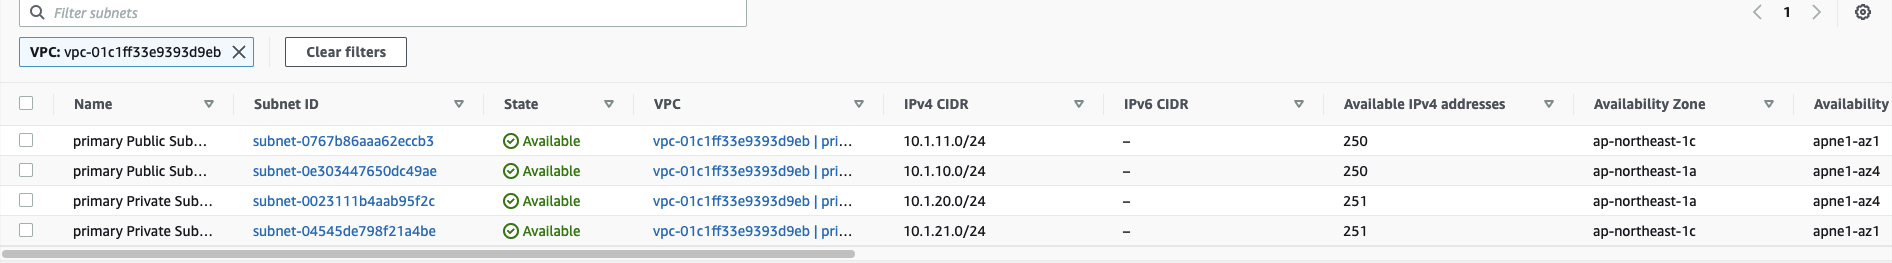 Filter subnets
1
VPC: vpc-01c1ff33e9393d9eb
Clear filters
Name Subnet ID State VPC IPv4 CIDR IPv6 CIDR Available IPv4 addresses Availability Zone Availability
primary Public Sub... subnet-0767b86aaa62eccb3 Available vpc-01c1ff33e9393d9eb | pri... 10.1.11.0/24 – 250 ap-northeast-1c apne1-az1
primary Public Sub... subnet-0e303447650dc49ae Available vpc-01c1ff33e9393d9eb | pri... 10.1.10.0/24 – 250 ap-northeast-1a apne1-az4
primary Private Sub... subnet-0023111b4aab95f2c Available vpc-01c1ff33e9393d9eb | pri... 10.1.20.0/24 – 251 ap-northeast-1a apne1-az4
primary Private Sub... subnet-04545de798f21a4be Available vpc-01c1ff33e9393d9eb | pri... 10.1.21.0/24 – 251 ap-northeast-1c apne1-az1